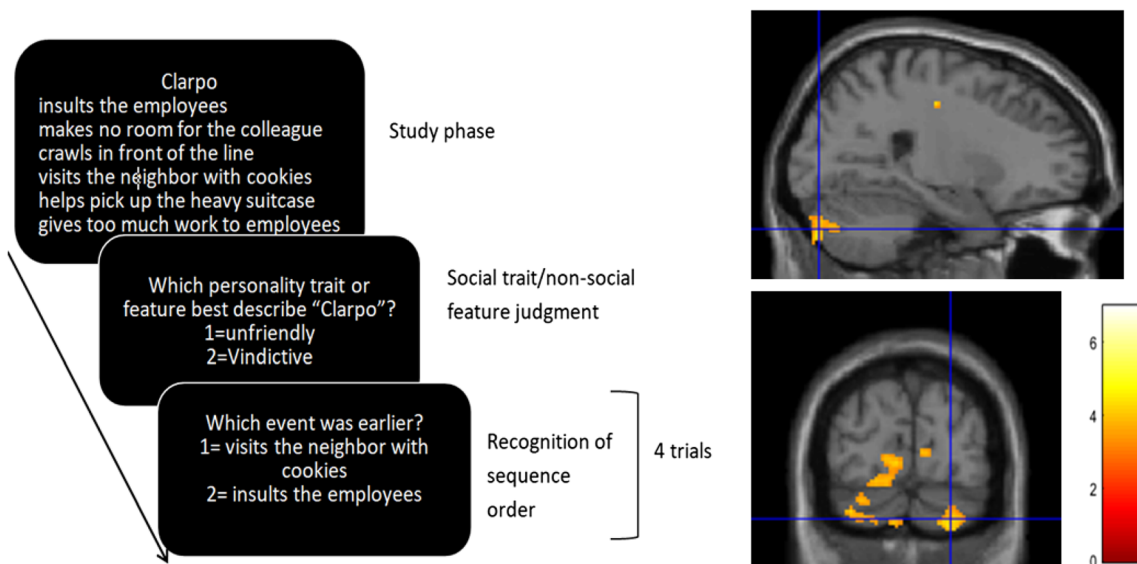 Clarpo
insults the employees
makes no room for the colleague
crawls in front of the line
visits the neighbor with cookies
helps pick up the heavy suitcase
gives too much work to employees
Study phase
Which personality trait or
feature best describe “Clarpo”?
1=unfriendly
2=Vindictive
Social trait/non-social
feature judgment
Which event was earlier?
1= visits the neighbor with
cookies
2= insults the employees
Recognition of
sequence
order
4 trials
6
4
2
0